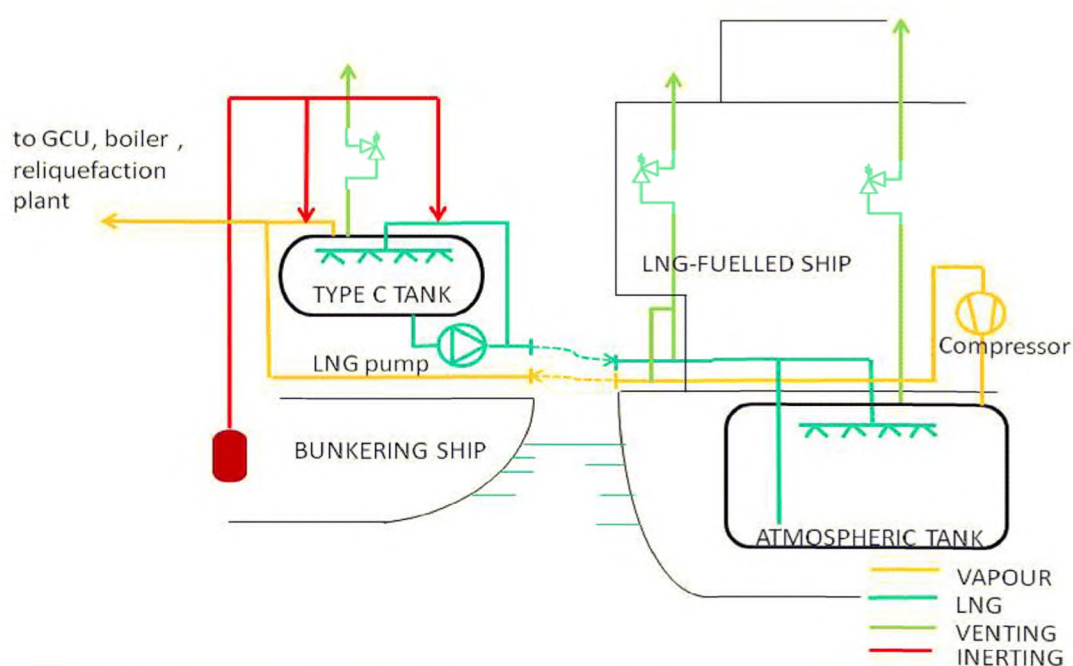 to GCU, boiler ,
reliquefaction
plant
TYPE C TANK
LNG pump
BUNKERING SHIP
LNG-FUELLED SHIP
Compressor
ATMOSPHERIC TANK
VAPOUR
LNG
VENTING
INERTING